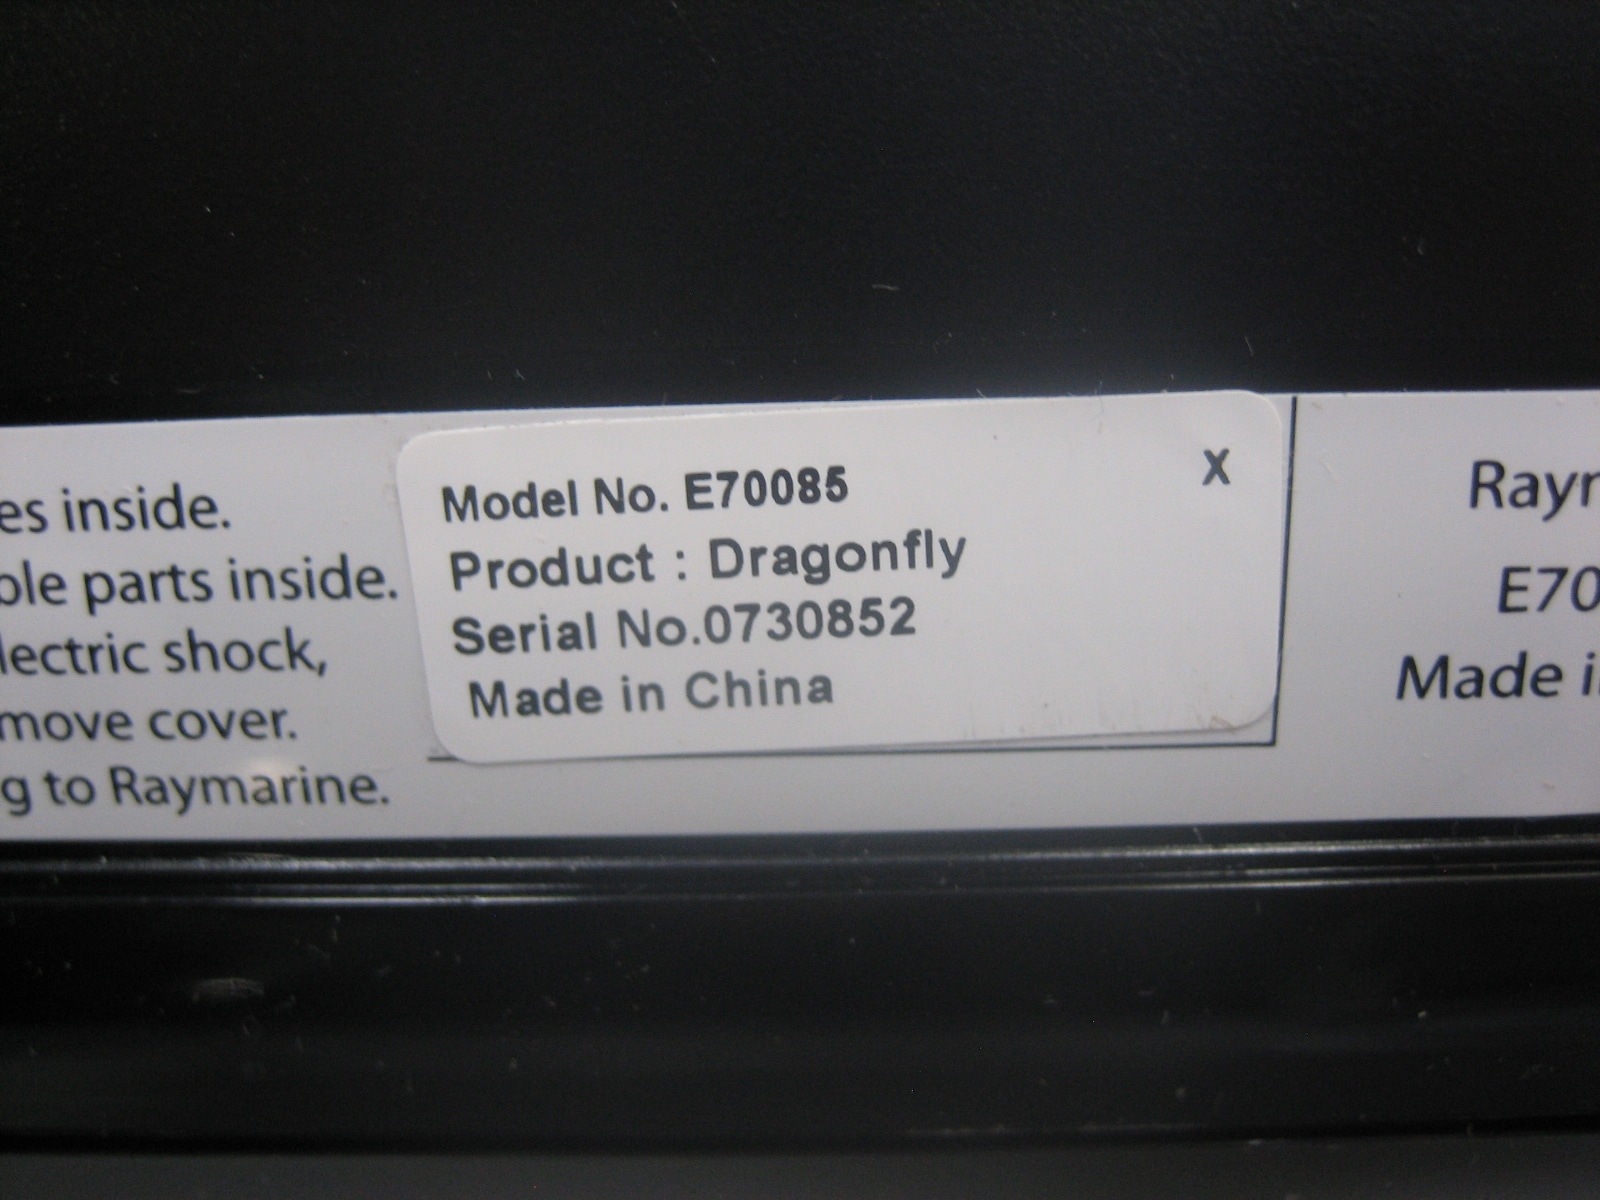 es inside.
ble parts inside.
lectric shock,
move cover.
g to Raymarine.
Model No. E70085
X
Product : Dragonfly
Serial No.0730852
Made in China
Rayr
E70
Made i